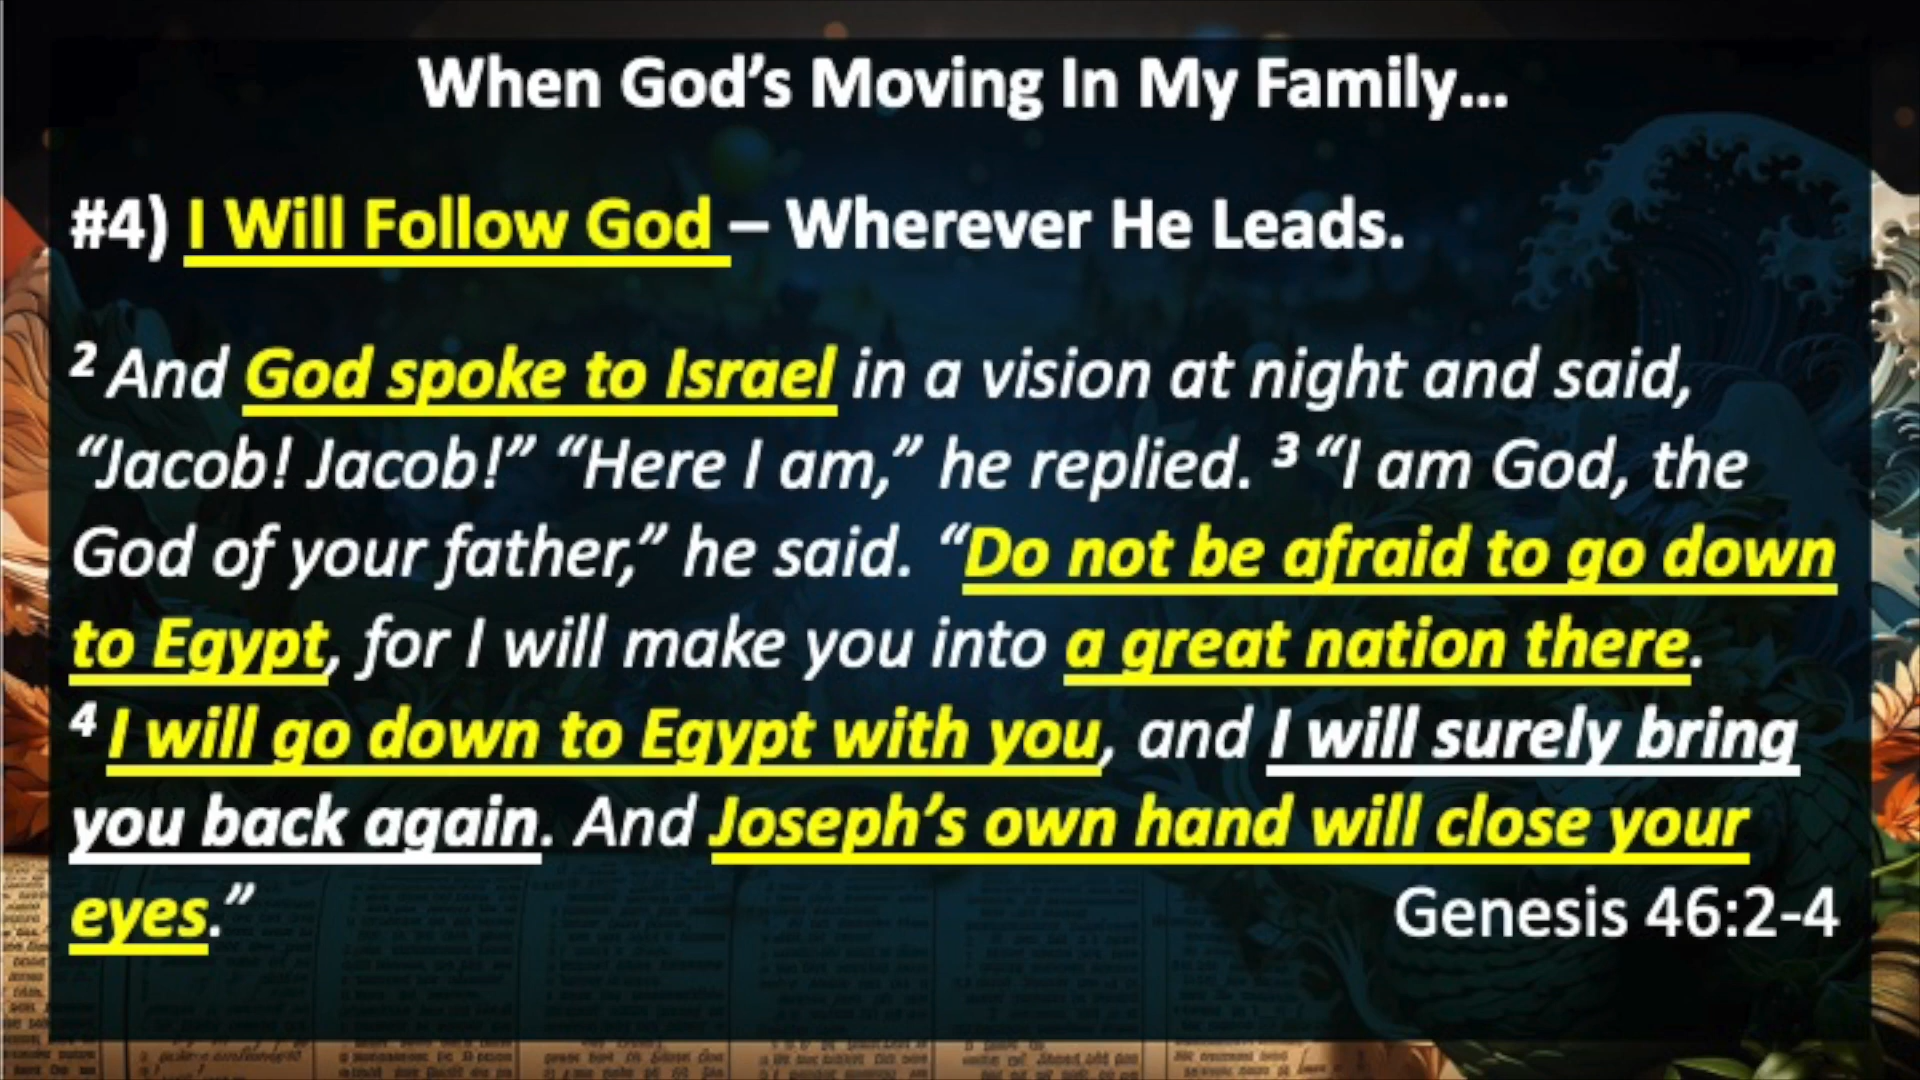 When God’s Moving In My Family...
#4) I Will Follow God – Wherever He Leads.
² And God spoke to Israel in a vision at night and said,
“Jacob! Jacob!” “Here I am,” he replied. ³ “I am God, the
God of your father,” he said. “Do not be afraid to go down
to Egypt, for I will make you into a great nation there.
⁴ I will go down to Egypt with you, and I will surely bring
you back again. And Joseph’s own hand will close your
eyes.” Genesis 46:2-4